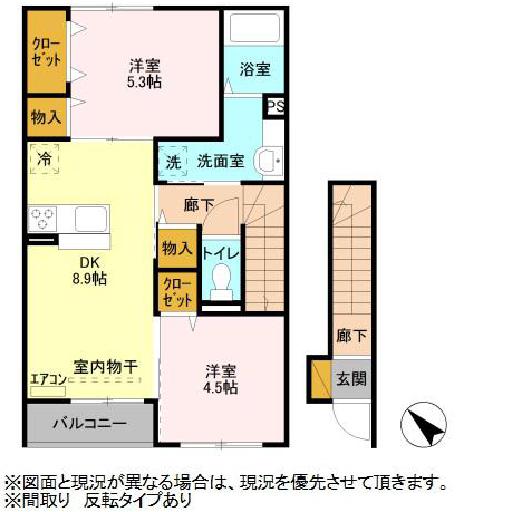 クロー
ゼット
洋室
5.3帖
浴室
物入
PS
冷
洗
洗面室
廊下
DK
8.9帖
物入
トイレ
クロー
ゼット
室内物干
エアコン
洋室
4.5帖
バルコニー
廊下
玄関
※図面と現況が異なる場合は、現況を優先させて頂きます。
※間取り 反転タイプあり